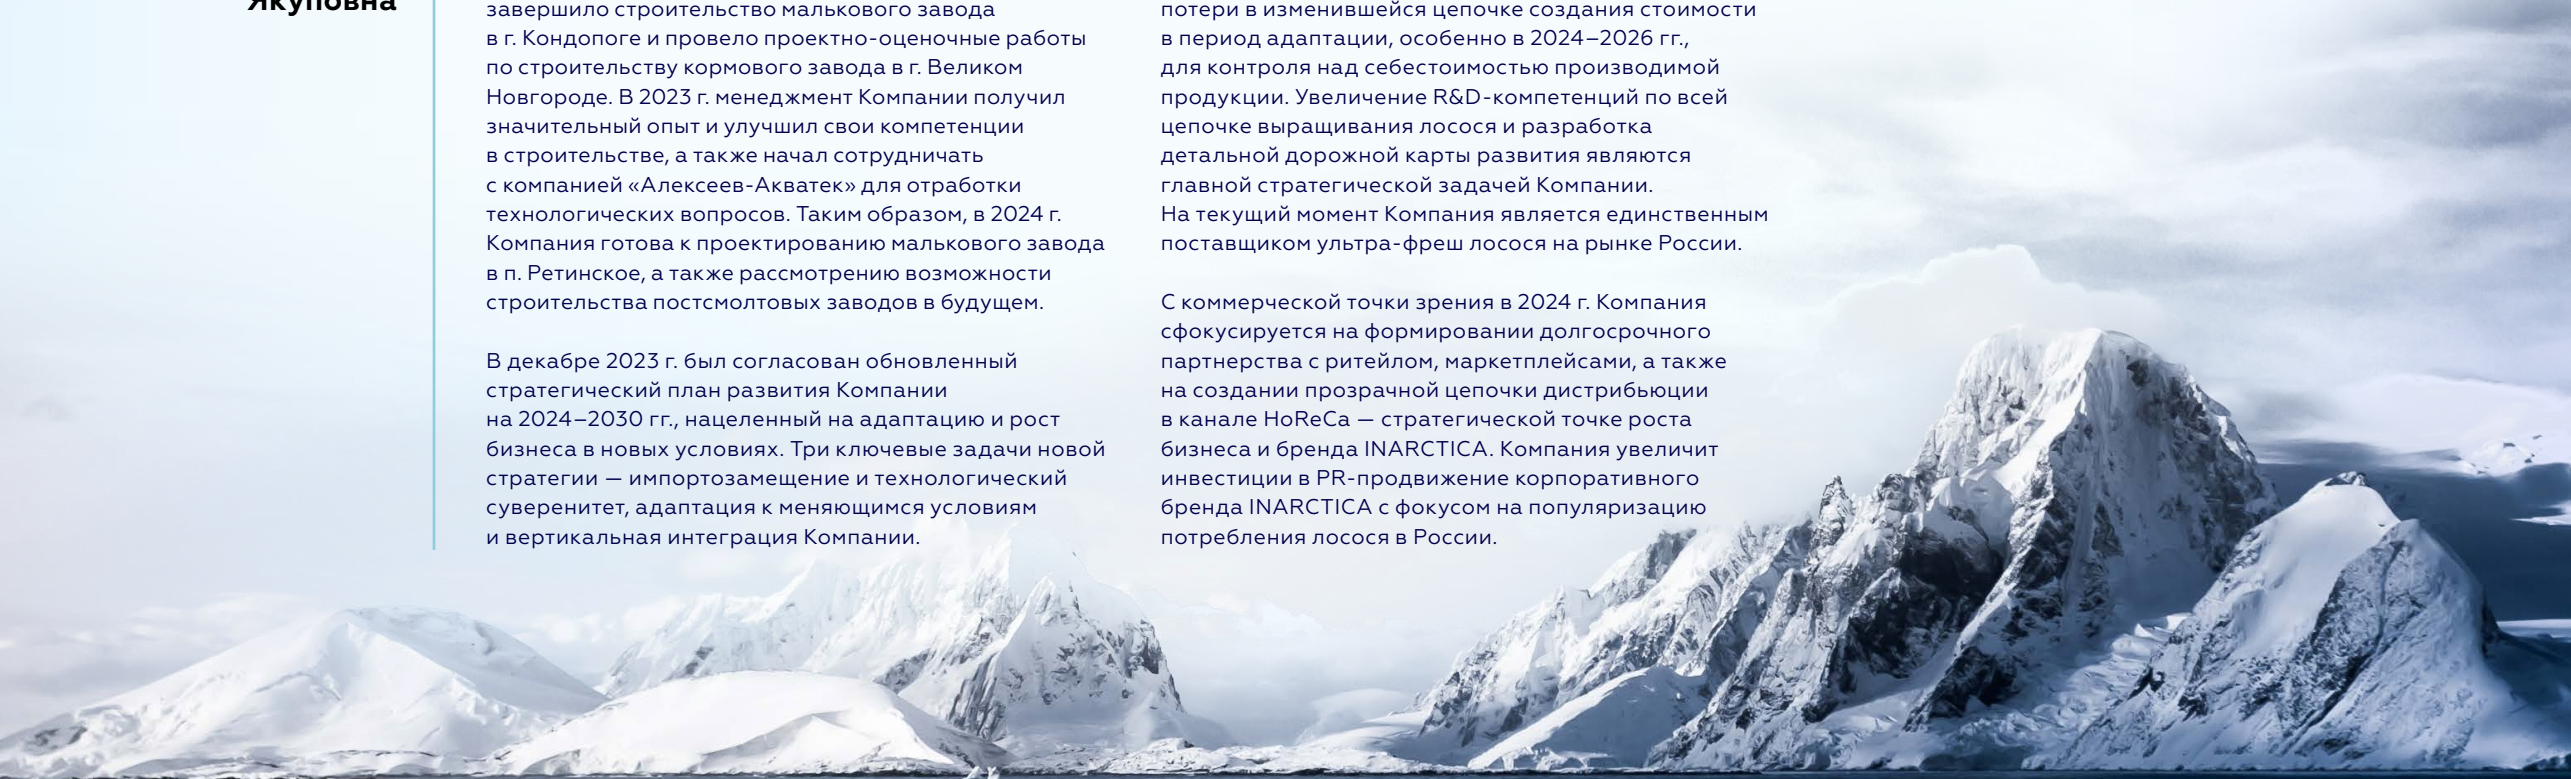 Якуповна
завершило строительство малькового завода
в г. Кондопоге и провело проектно-оценочные работы
по строительству кормового завода в г. Великом
Новгороде. В 2023 г. менеджмент Компании получил
значительный опыт и улучшил свои компетенции
в строительстве, а также начал сотрудничать
с компанией «Алексеев-Акватек» для отработки
технологических вопросов. Таким образом, в 2024 г.
Компания готова к проектированию малькового завода
в п. Ретинское, а также рассмотрению возможности
строительства постсмолтовых заводов в будущем.
В декабре 2023 г. был согласован обновленный
стратегический план развития Компании
на 2024–2030 гг., нацеленный на адаптацию и рост
бизнеса в новых условиях. Три ключевые задачи новой
стратегии — импортозамещение и технологический
суверенитет, адаптация к меняющимся условиям
и вертикальная интеграция Компании.
потери в изменившейся цепочке создания стоимости
в период адаптации, особенно в 2024–2026 гг.,
для контроля над себестоимостью производимой
продукции. Увеличение R&D-компетенций по всей
цепочке выращивания лосося и разработка
детальной дорожной карты развития являются
главной стратегической задачей Компании.
На текущий момент Компания является единственным
поставщиком ультра-фреш лосося на рынке России.
С коммерческой точки зрения в 2024 г. Компания
сфокусируется на формировании долгосрочного
партнерства с ритейлом, маркетплейсами, а также
на создании прозрачной цепочки дистрибьюции
в канале HoReCa — стратегической точке роста
бизнеса и бренда INARCTICA. Компания увеличит
инвестиции в PR-продвижение корпоративного
бренда INARCTICA с фокусом на популяризацию
потребления лосося в России.